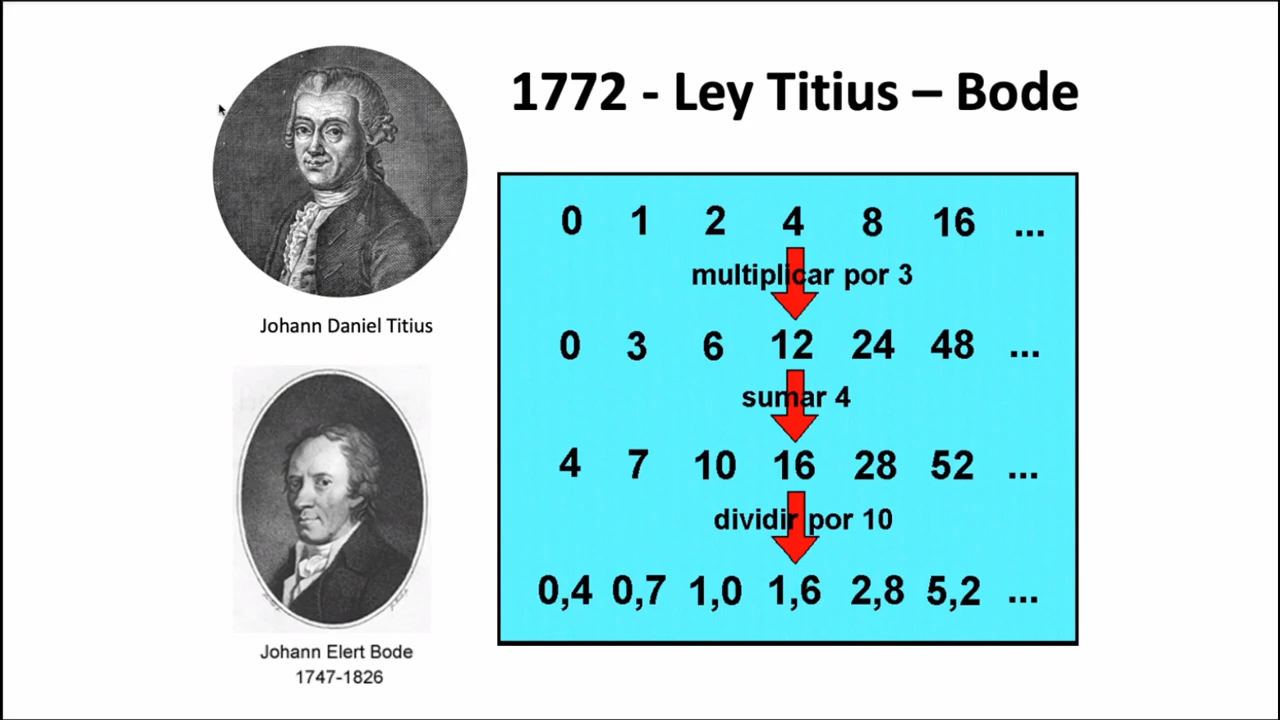 1772 - Ley Titius – Bode
Johann Daniel Titius
Johann Elert Bode
1747-1826
0 1 2 4 8 16 ...
multiplicar por 3
0 3 6 12 24 48 ...
sumar 4
4 7 10 16 28 52 ...
dividir por 10
0,4 0,7 1,0 1,6 2,8 5,2 ...